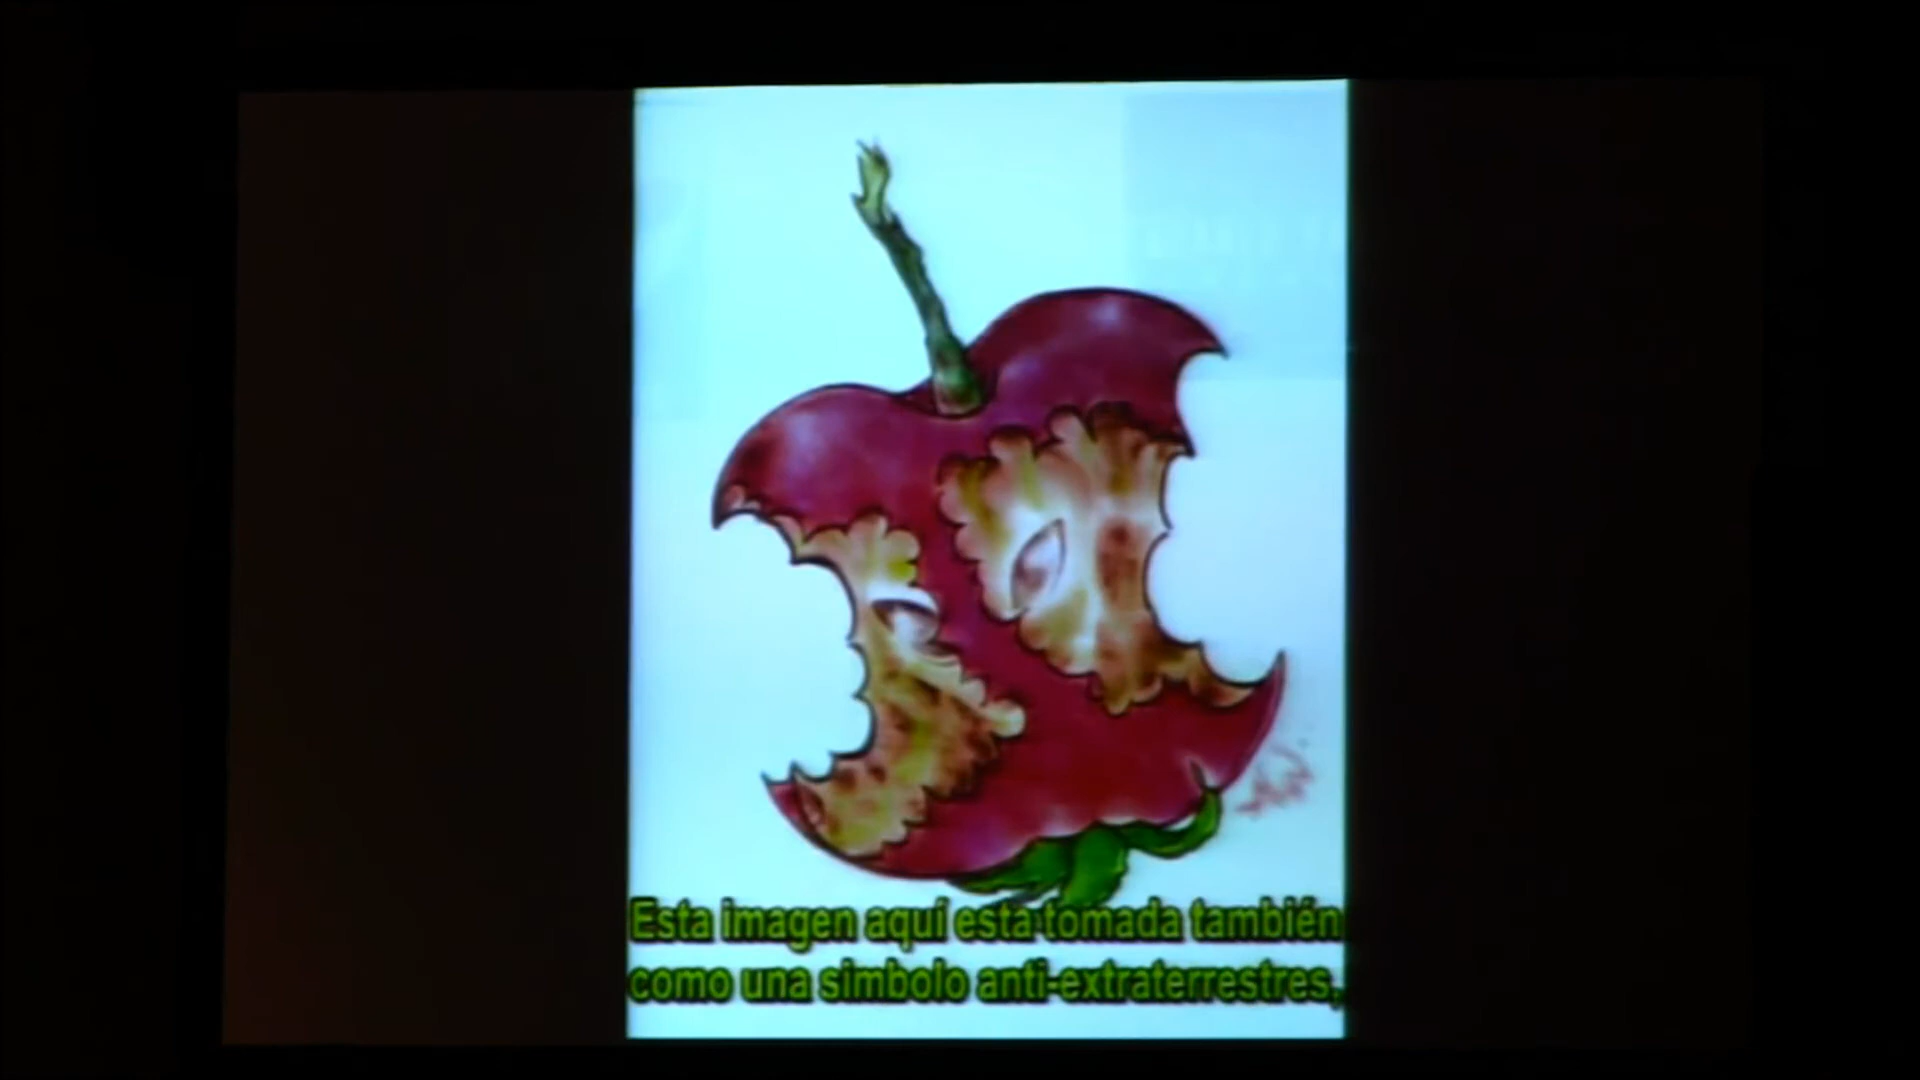 Esta imagen aquí esta tomada también
como una simbolo anti-extraterrestres,